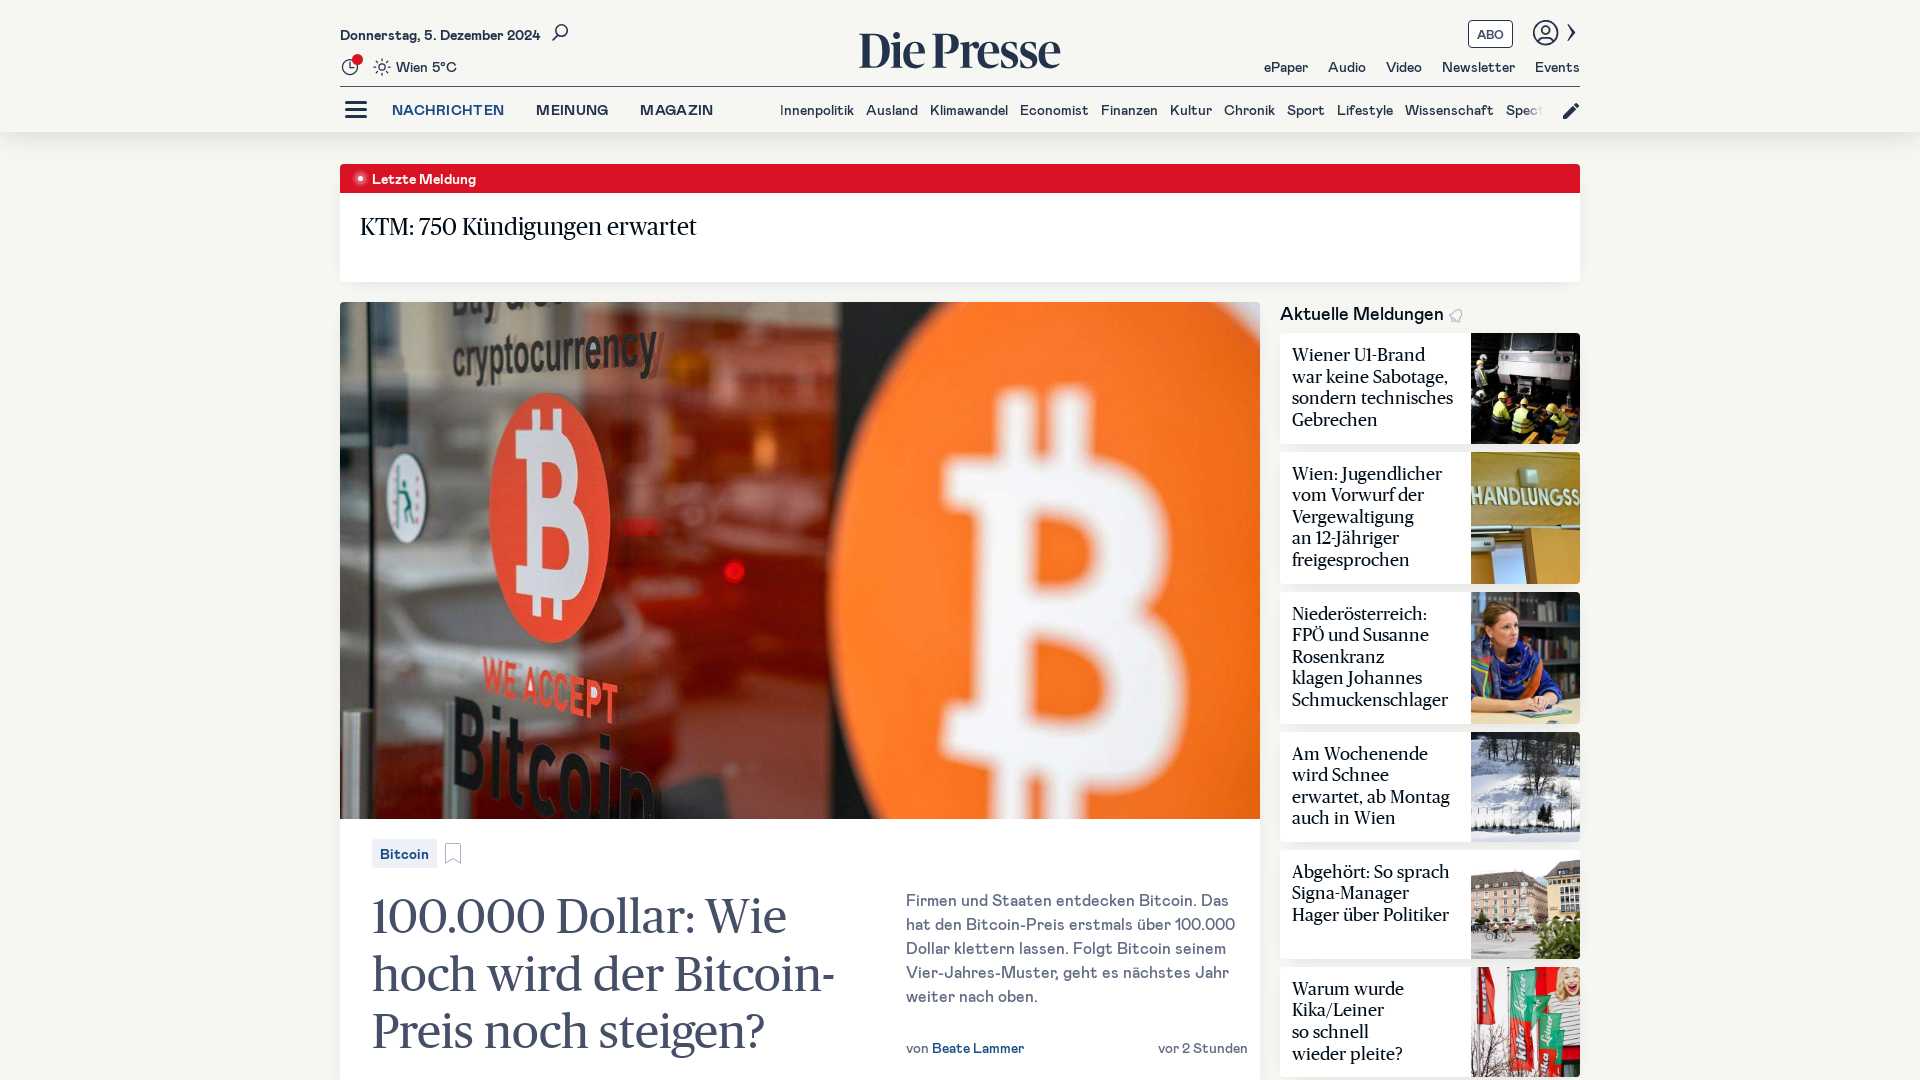 Donnerstag, 5. Dezember 2024
Wien 5°C
Die Presse
ABO
ePaper Audio Video Newsletter Events
NACHRICHTEN MEINUNG MAGAZIN
Innenpolitik Ausland Klimawandel Economist Finanzen Kultur Chronik Sport Lifestyle Wissenschaft Spect
Letzte Meldung
KTM: 750 Kündigungen erwartet
cryptocurrency
WE ACCEPT
Bitcoin
Bitcoin
100.000 Dollar: Wie
hoch wird der Bitcoin-
Preis noch steigen?
Firmen und Staaten entdecken Bitcoin. Das
hat den Bitcoin-Preis erstmals über 100.000
Dollar klettern lassen. Folgt Bitcoin seinem
Vier-Jahres-Muster, geht es nächstes Jahr
weiter nach oben.
von Beate Lammer
vor 2 Stunden
Aktuelle Meldungen
Wiener U1-Brand
war keine Sabotage,
sondern technisches
Gebrechen
Wien: Jugendlicher
vom Vorwurf der
Vergewaltigung
an 12-Jähriger
freigesprochen
HANDLUNGSS
Niederösterreich:
FPÖ und Susanne
Rosenkranz
klagen Johannes
Schmuckenschlager
Am Wochenende
wird Schnee
erwartet, ab Montag
auch in Wien
Abgehört: So sprach
Signa-Manager
Hager über Politiker
Warum wurde
Kika/Leiner
so schnell
wieder pleite?
kika
Leiner